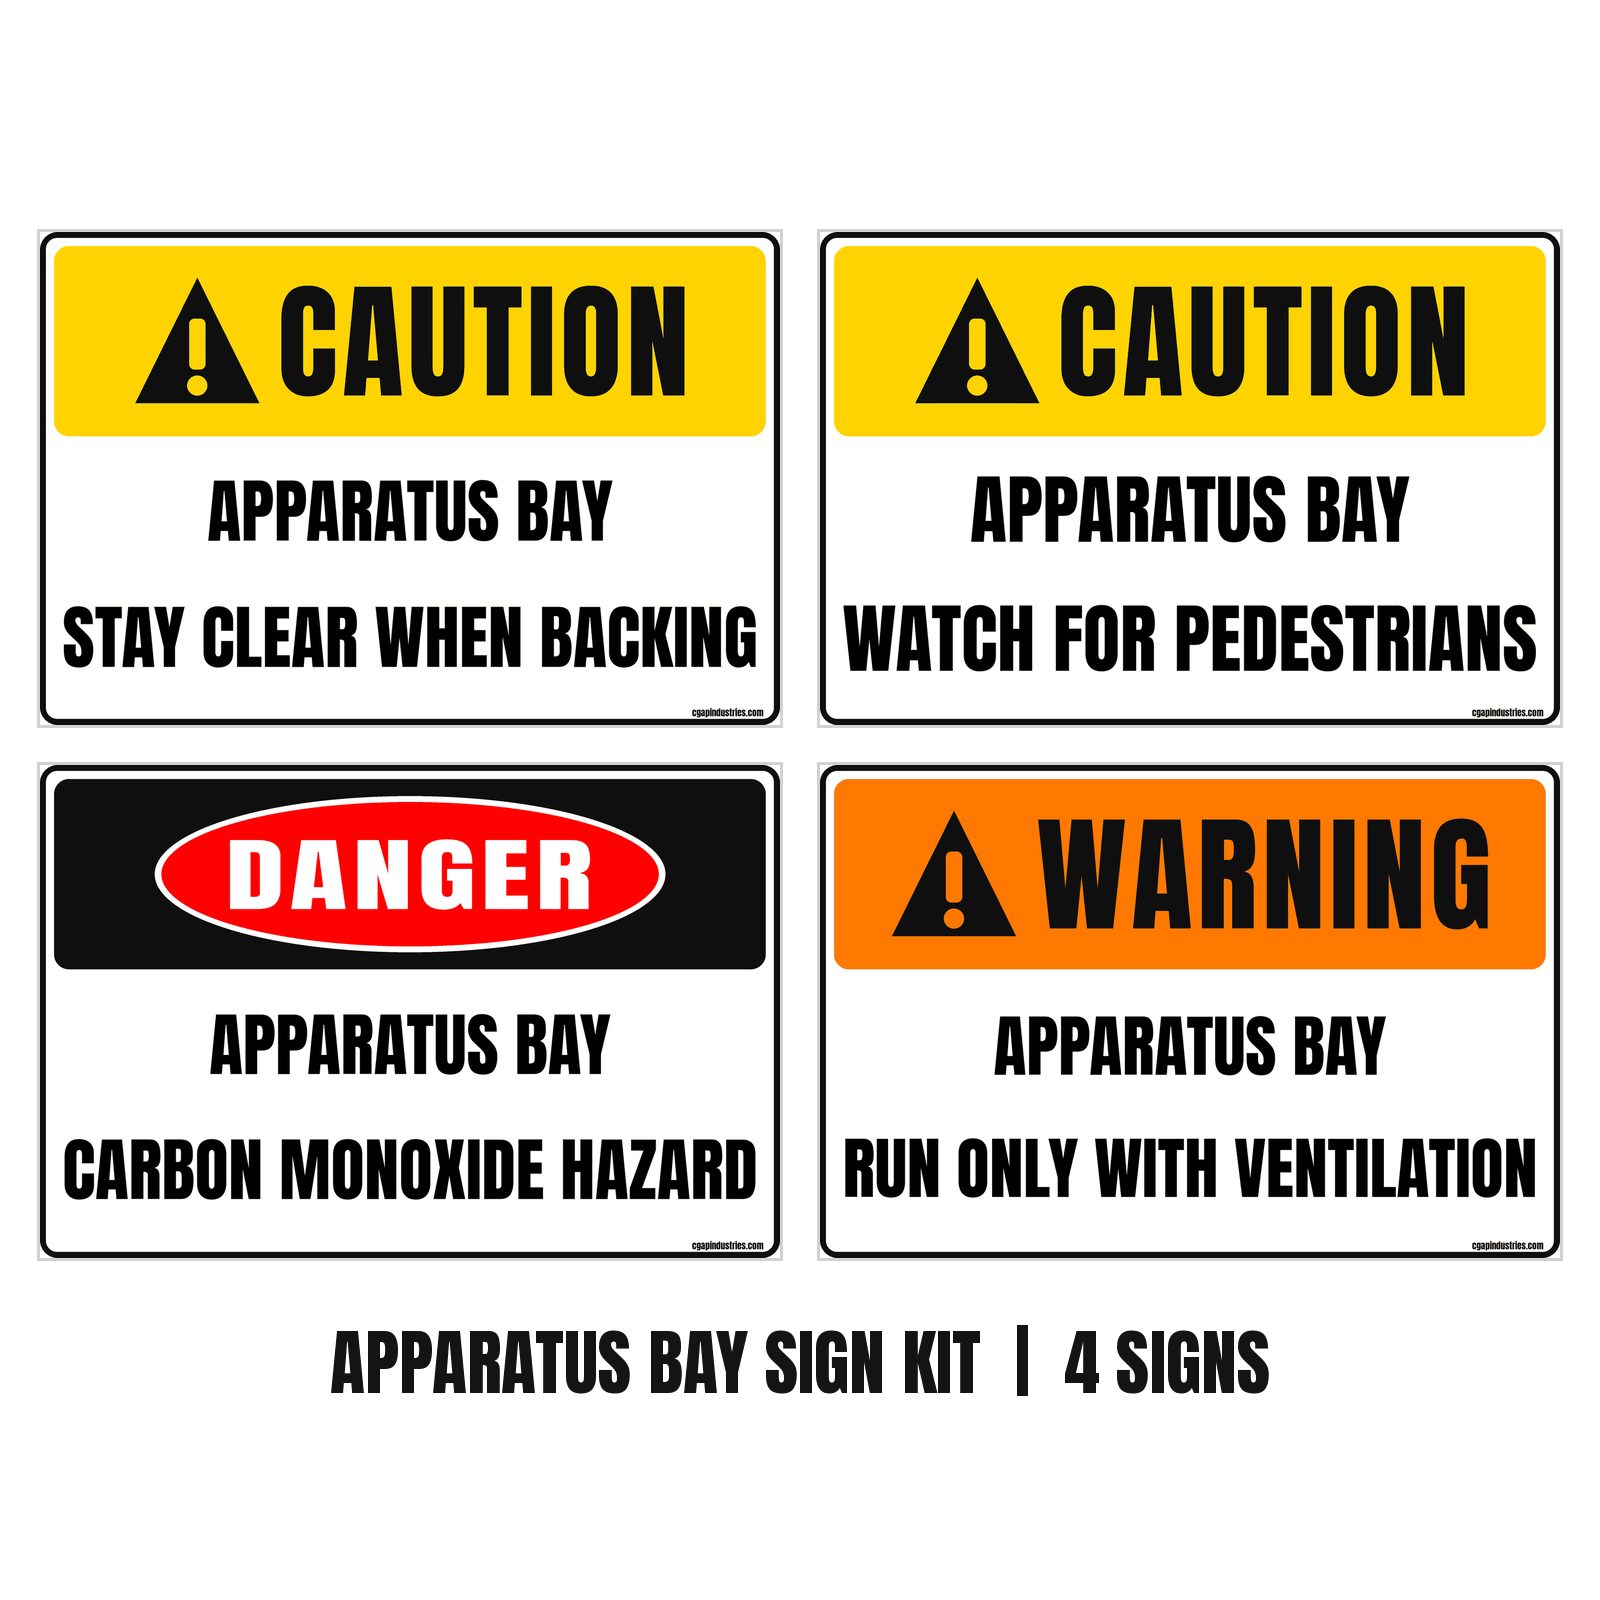 CAUTION
APPARATUS BAY
STAY CLEAR WHEN BACKING
cgapindustries.com
CAUTION
APPARATUS BAY
WATCH FOR PEDESTRIANS
cgapindustries.com
DANGER
APPARATUS BAY
CARBON MONOXIDE HAZARD
cgapindustries.com
WARNING
APPARATUS BAY
RUN ONLY WITH VENTILATION
cgapindustries.com
APPARATUS BAY SIGN KIT | 4 SIGNS